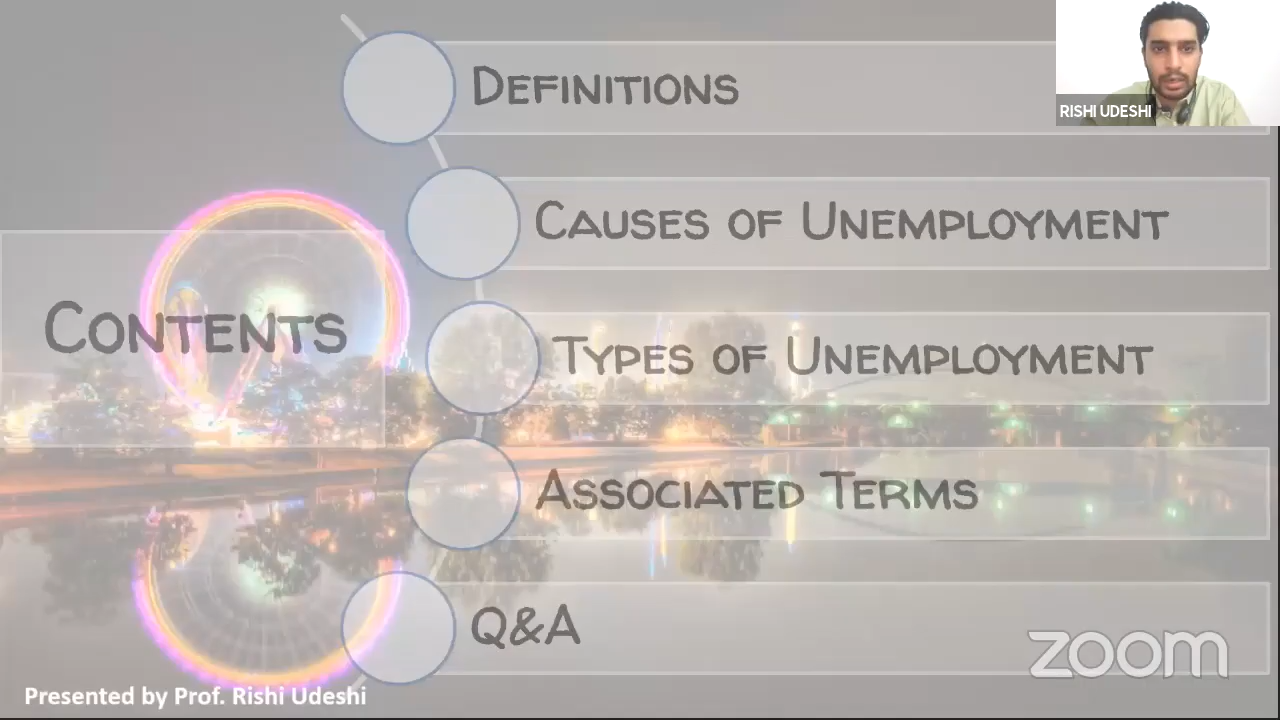 Contents
Definitions
RISHI UDESHI
Causes of Unemployment
Types of Unemployment
Associated Terms
Q&A
zoom
Presented by Prof. Rishi Udeshi